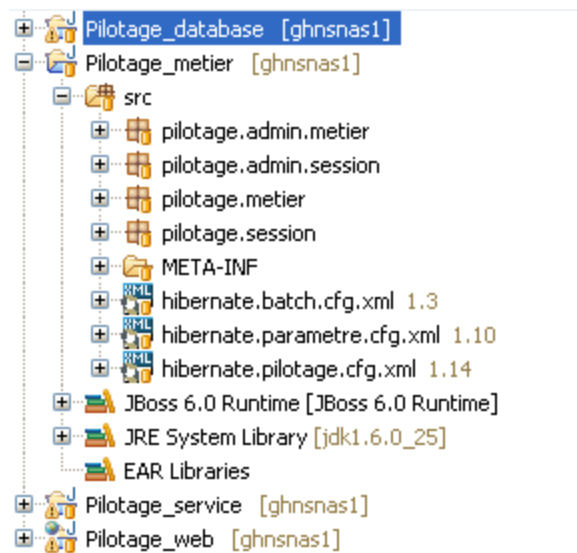 Pilotage_database [ghnsnas1]
Pilotage_metier [ghnsnas1]
src
pilotage.admin.metier
pilotage.admin.session
pilotage.metier
pilotage.session
META-INF
hibernate.batch.cfg.xml 1.3
hibernate.parametre.cfg.xml 1.10
hibernate.pilotage.cfg.xml 1.14
JBoss 6.0 Runtime [JBoss 6.0 Runtime]
JRE System Library [jdk1.6.0_25]
EAR Libraries
Pilotage_service [ghnsnas1]
Pilotage_web [ghnsnas1]